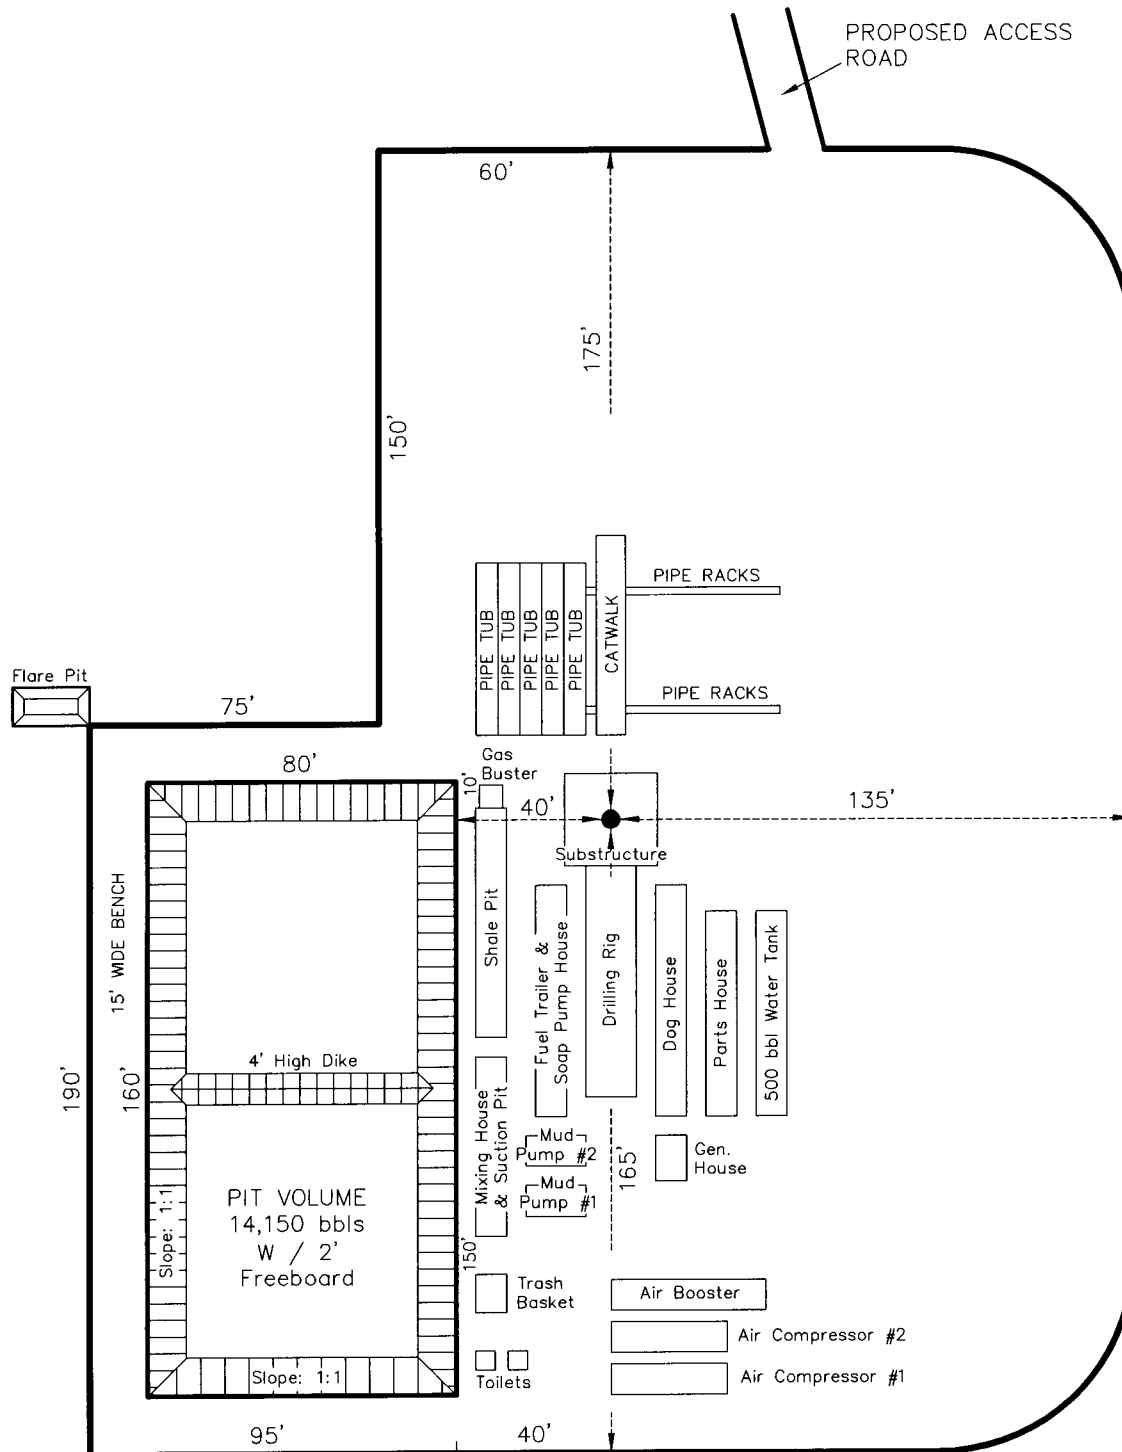 PROPOSED ACCESS
ROAD
60'
175'
150'
PIPE RACKS
PIPE TUB
PIPE TUB
PIPE TUB
PIPE TUB
PIPE TUB
CATWALK
Flare Pit
PIPE RACKS
75'
Gas
Buster
80'
10'
40'
135'
Substructure
15' WIDE BENCH
Shale Pit
Fuel Trailer &
Soap Pump House
Drilling Rig
Dog House
Parts House
500 bbl Water Tank
4' High Dike
190'
160'
Mixing House
& Suction Pit
Mud
Pump #2
165'
Gen.
House
Mud
Pump #1
PIT VOLUME
14,150 bbls
W / 2'
Freeboard
Slope: 1:1
150'
Trash
Basket
Air Booster
Air Compressor #2
Slope: 1:1
Toilets
Air Compressor #1
95'
40'